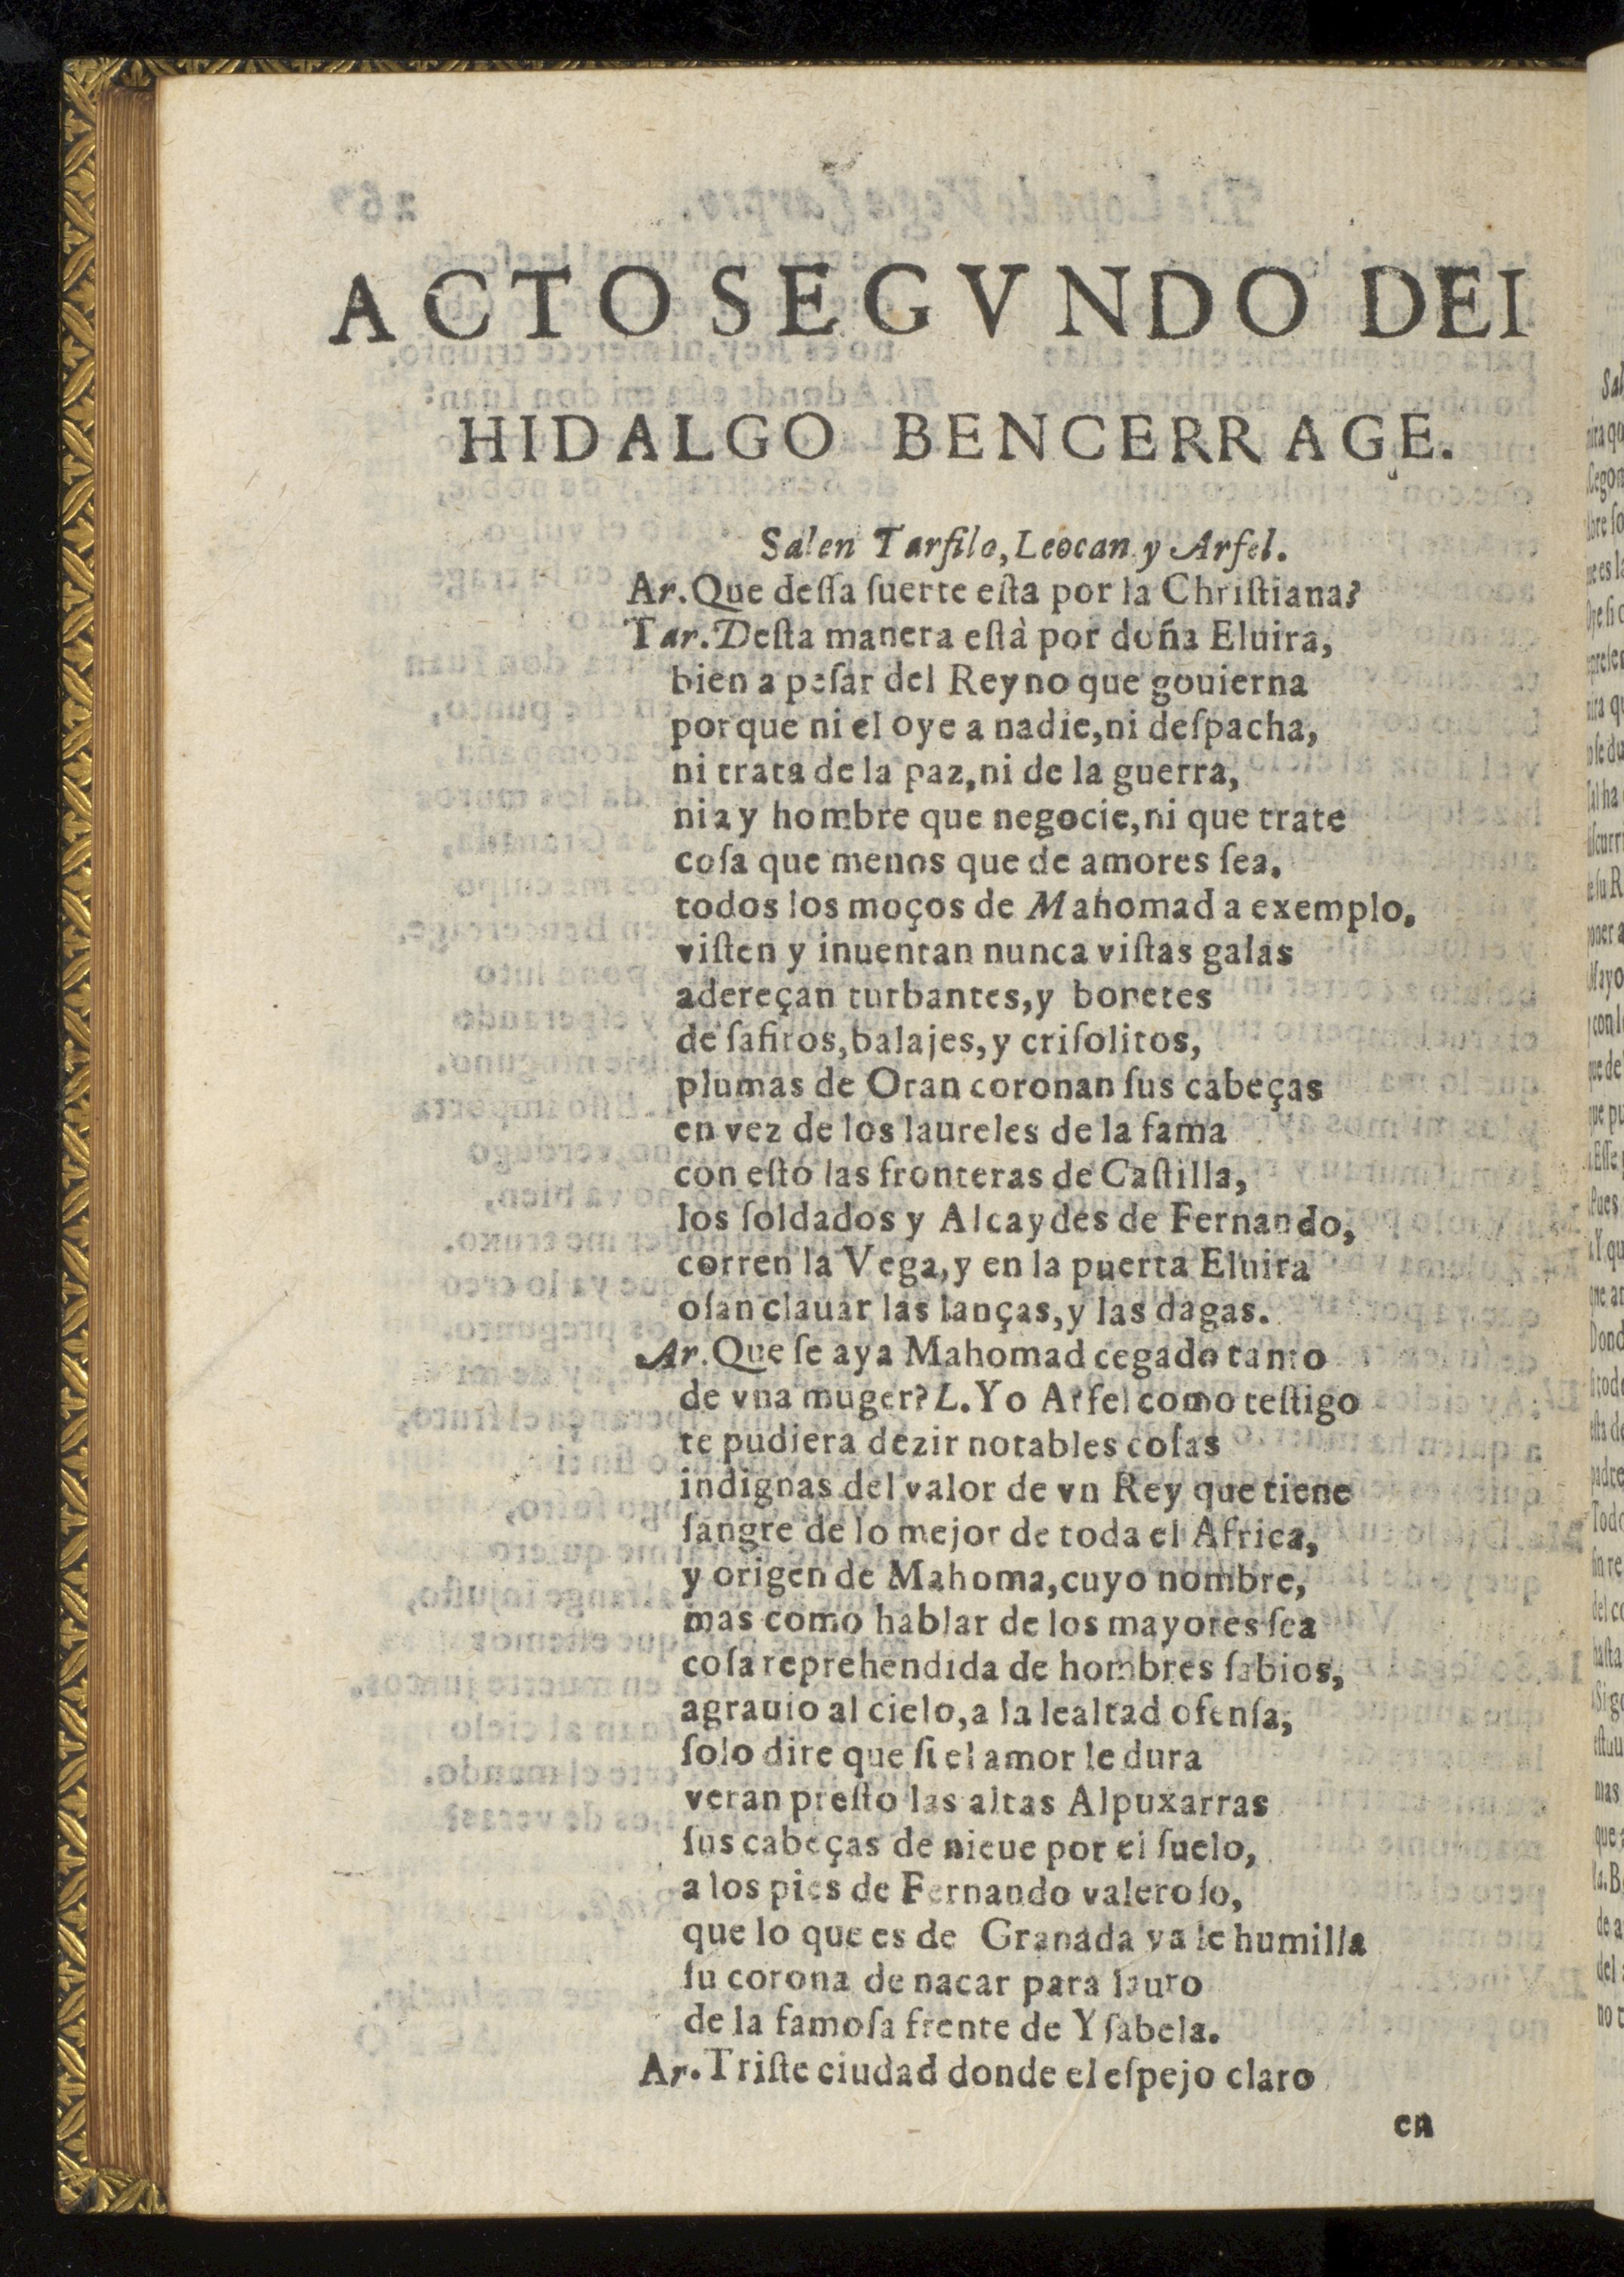 ACTO SEGVNDO DEI
HIDALGO BENCERRAGE.
Salen Tarfilo, Leocan y Arfel.
Ar. Que deſſa ſuerte eſta por la Chriſtiana?
Tar. Deſta manera eſtà por doña Eluira,
bien a peſar del Reyno que gouierna
porque ni el oye a nadie, ni deſpacha,
ni trata de la paz, ni de la guerra,
ni ay hombre que negocie, ni que trate
coſa que menos que de amores ſea,
todos los moços de Mahomad a exemplo,
viſten y inuentan nunca viſtas galas
adereçan turbantes, y bonetes
de ſafiros, balajes, y criſolitos,
plumas de Oran coronan ſus cabeças
en vez de los laureles de la fama
con eſto las fronteras de Caſtilla,
los ſoldados y Alcaydes de Fernando,
corren la Vega, y en la puerta Eluira
oſan clauar las lanças, y las dagas.
Ar. Que ſe aya Mahomad cegado tanto
de vna muger? L. Yo Arfel como teſtigo
te pudiera dezir notables coſas
indignas del valor de vn Rey que tiene
ſangre de lo mejor de toda el Africa,
y origen de Mahoma, cuyo nombre,
mas como hablar de los mayores ſea
coſa reprehendida de hombres ſabios,
agrauio al cielo, a la lealtad ofenſa,
ſolo dire que ſi el amor le dura
veran preſto las altas Alpuxarras
ſus cabeças de nieue por el ſuelo,
a los pies de Fernando valeroſo,
que lo que es de Granada ya le humilla
ſu corona de nacar para lauro
de la famoſa frente de Yſabela.
Ar. Triſte ciudad donde el eſpejo claro
en